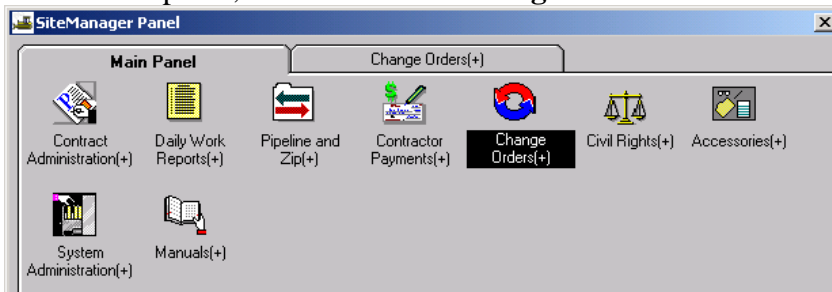 SiteManager Panel
Main Panel
Change Orders(+)
Contract
Administration(+)
Daily Work
Reports(+)
Pipeline and
Zip(+)
Contractor
Payments(+)
Change
Orders(+)
Civil Rights(+)
Accessories(+)
System
Administration(+)
Manuals(+)